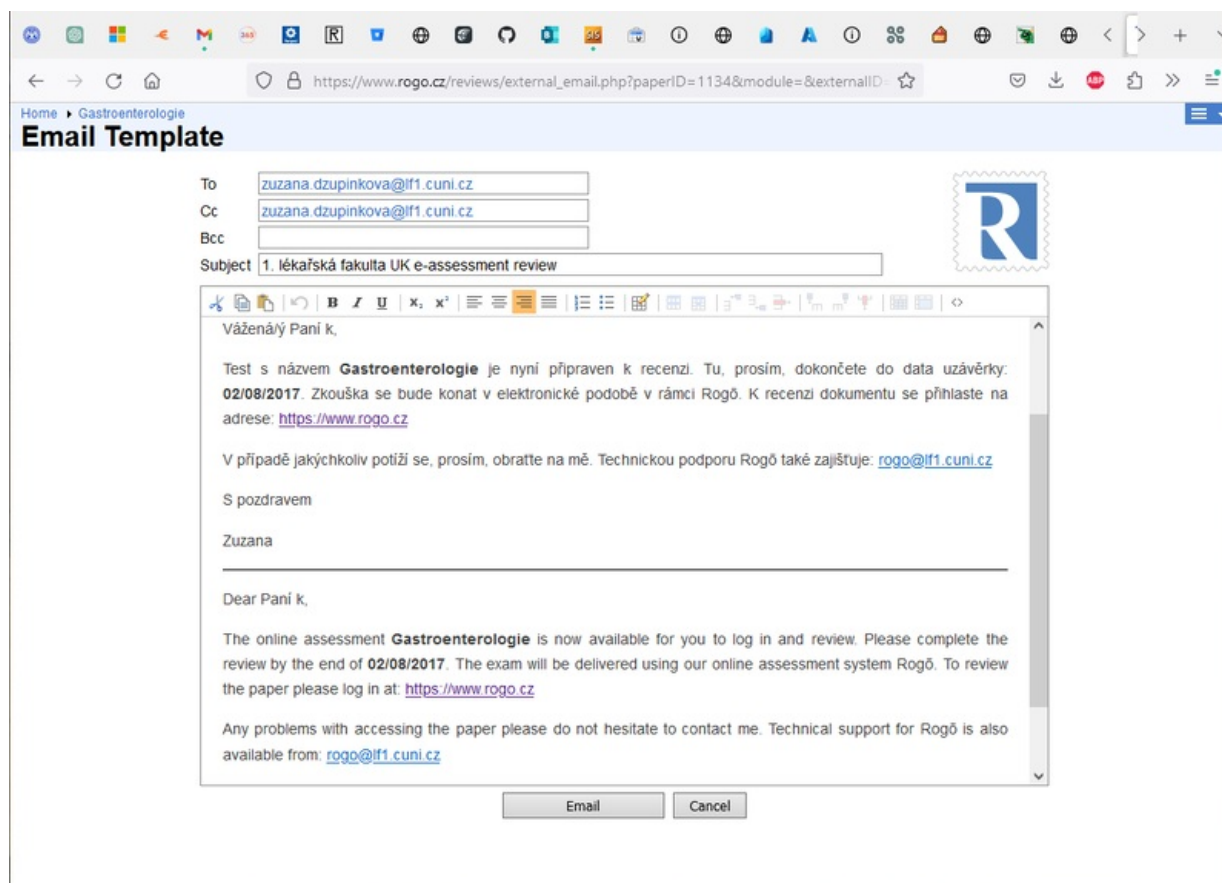 https://www.rogo.cz/reviews/external_email.php?paperID=1134&module=&externalID=
Home Gastroenterologie
Email Template
To zuzana.dzupinkova@lf1.cuni.cz
Cc zuzana.dzupinkova@lf1.cuni.cz
Bcc
Subject 1. lékařská fakulta UK e-assessment review
R
B I U x₂ x²
Vážená/ý Paní k,
Test s názvem Gastroenterologie je nyní připraven k recenzi. Tu, prosím, dokončete do data uzávěrky:
02/08/2017. Zkouška se bude konat v elektronické podobě v rámci Rogō. K recenzi dokumentu se přihlaste na
adrese: https://www.rogo.cz
V případě jakýchkoliv potíží se, prosím, obraťte na mě. Technickou podporu Rogō také zajišťuje: rogo@lf1.cuni.cz
S pozdravem
Zuzana
Dear Paní k,
The online assessment Gastroenterologie is now available for you to log in and review. Please complete the
review by the end of 02/08/2017. The exam will be delivered using our online assessment system Rogō. To review
the paper please log in at: https://www.rogo.cz
Any problems with accessing the paper please do not hesitate to contact me. Technical support for Rogō is also
available from: rogo@lf1.cuni.cz
Email Cancel